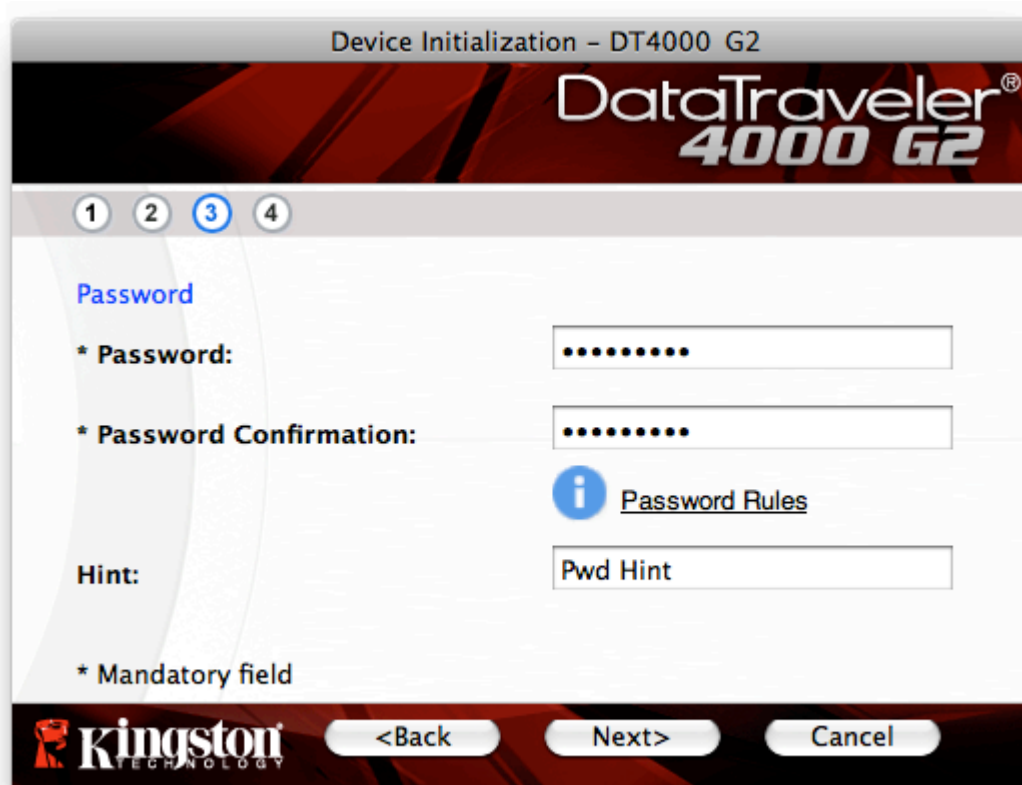 Device Initialization – DT4000 G2
DataTraveler®
4000 G2
1 2 3 4
Password
* Password: •••••••••
* Password Confirmation: •••••••••
i Password Rules
Hint: Pwd Hint
* Mandatory field
Kingston
TECHNOLOGY
<Back Next> Cancel